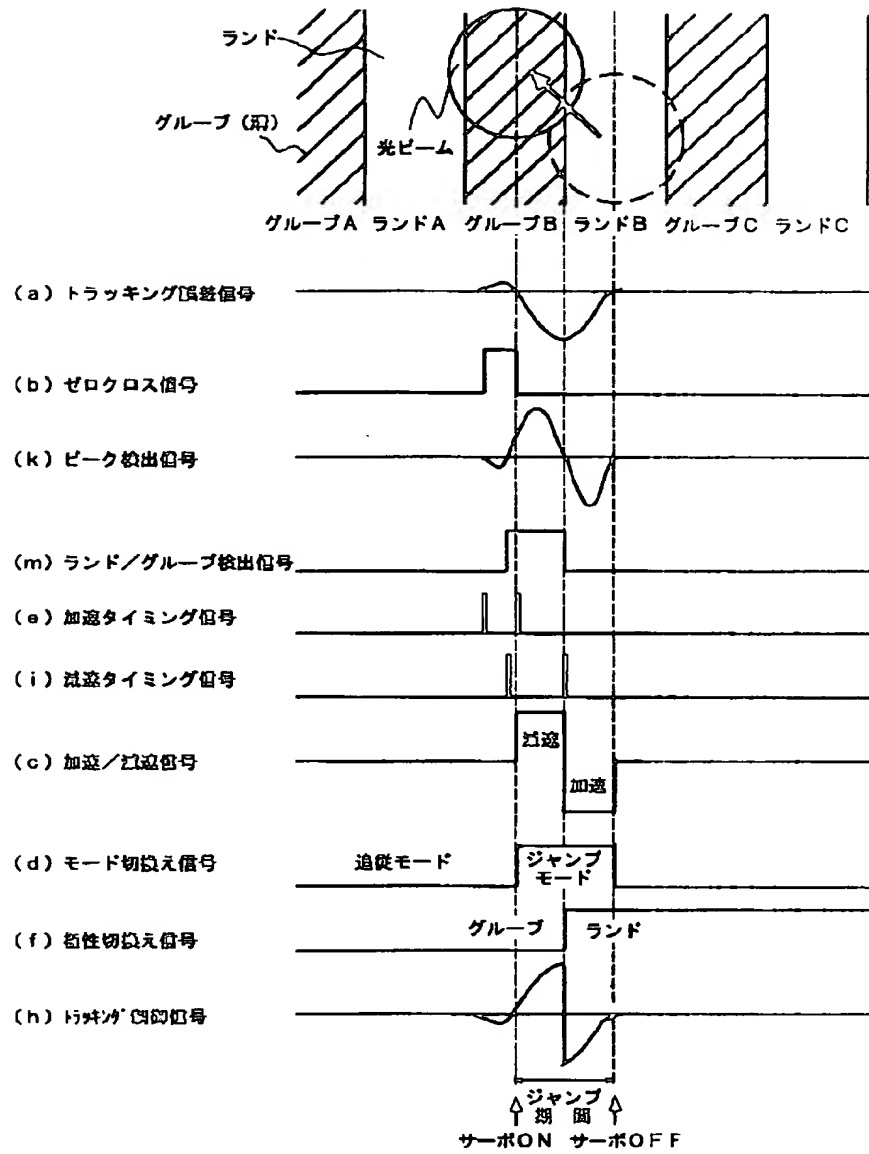 ランド
グルーブ（溝）
光ビーム
グルーブA ランドA グルーブB ランドB グルーブC ランドC
（a）トラッキング誤差信号
（b）ゼロクロス信号
（k）ピーク検出信号
（m）ランド／グルーブ検出信号
（e）加速タイミング信号
（i）減速タイミング信号
減速
（c）加速／減速信号
加速
（d）モード切換え信号
追従モード
ジャンプ
モード
グルーブ ランド
（f）極性切換え信号
（h）トラッキング制御信号
ジャンプ
期間
サーボON サーボOFF